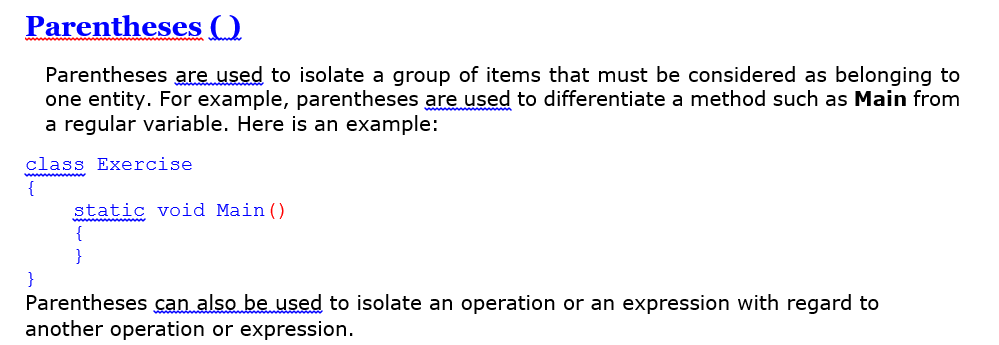 Parentheses ( )
Parentheses are used to isolate a group of items that must be considered as belonging to
one entity. For example, parentheses are used to differentiate a method such as Main from
a regular variable. Here is an example:
class Exercise
{
    static void Main()
    {
    }
}
Parentheses can also be used to isolate an operation or an expression with regard to
another operation or expression.